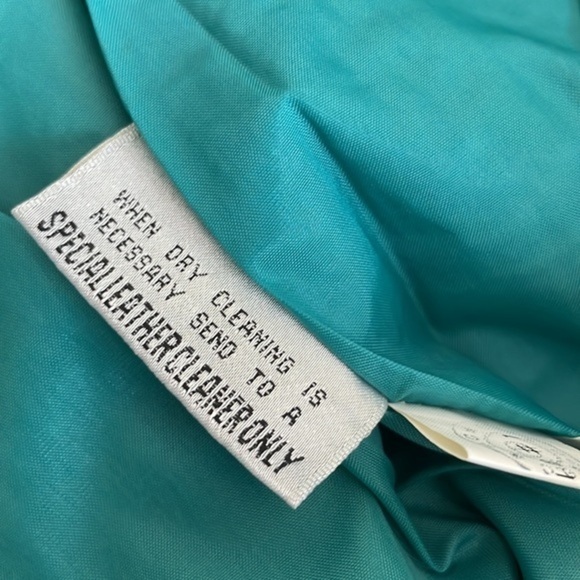 WHEN DRY CLEANING IS
NECESSARY SEND TO A
SPECIALLEATHERCLEANERONLY